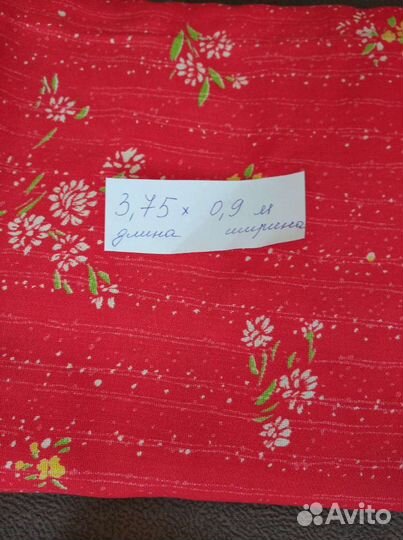 3,75 × 0,9 м
длина ширина
Avito